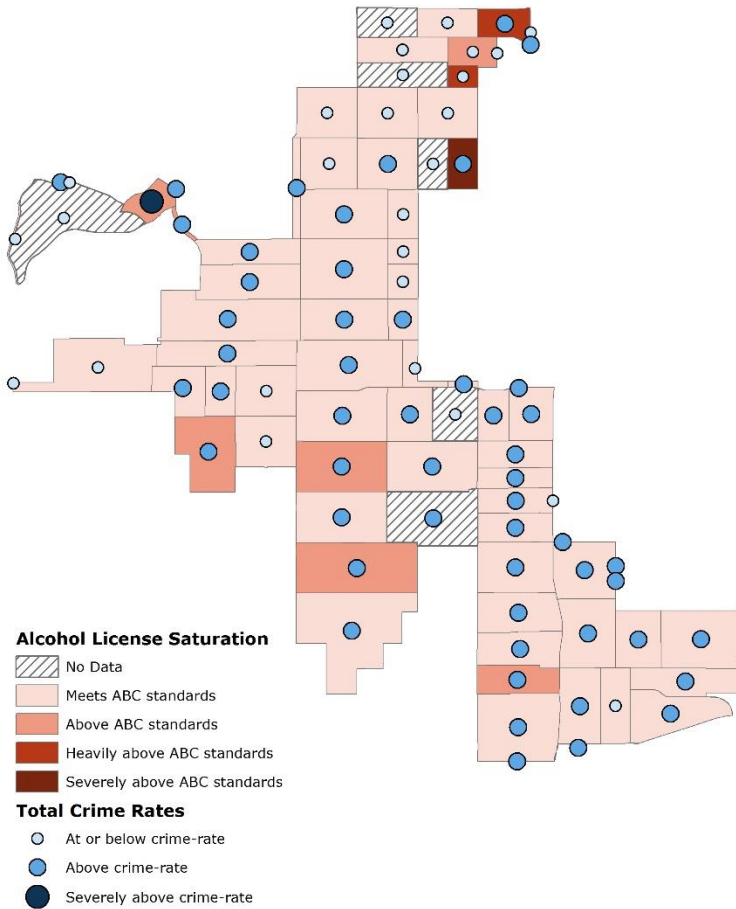 Alcohol License Saturation
No Data
Meets ABC standards
Above ABC standards
Heavily above ABC standards
Severely above ABC standards
Total Crime Rates
At or below crime-rate
Above crime-rate
Severely above crime-rate